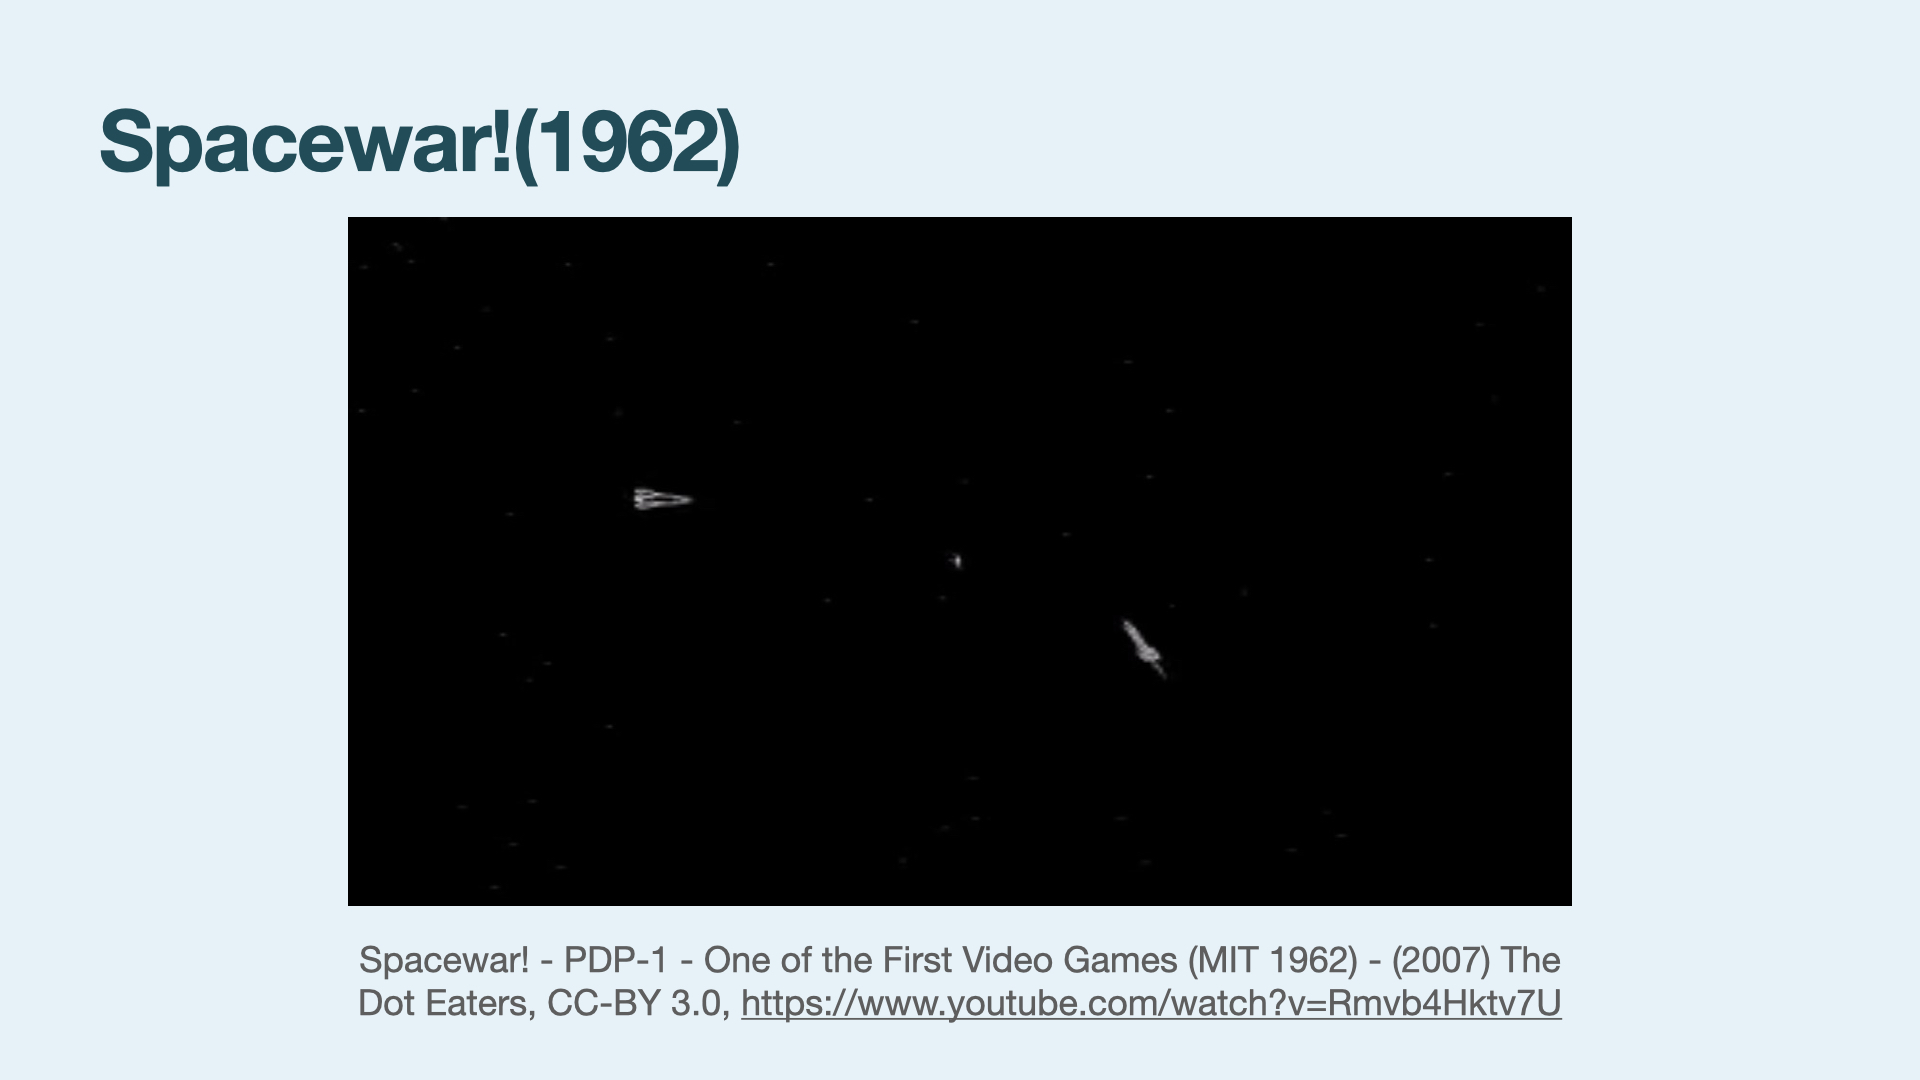 Spacewar!(1962)
Spacewar! - PDP-1 - One of the First Video Games (MIT 1962) - (2007) The
Dot Eaters, CC-BY 3.0, https://www.youtube.com/watch?v=Rmvb4Hktv7U